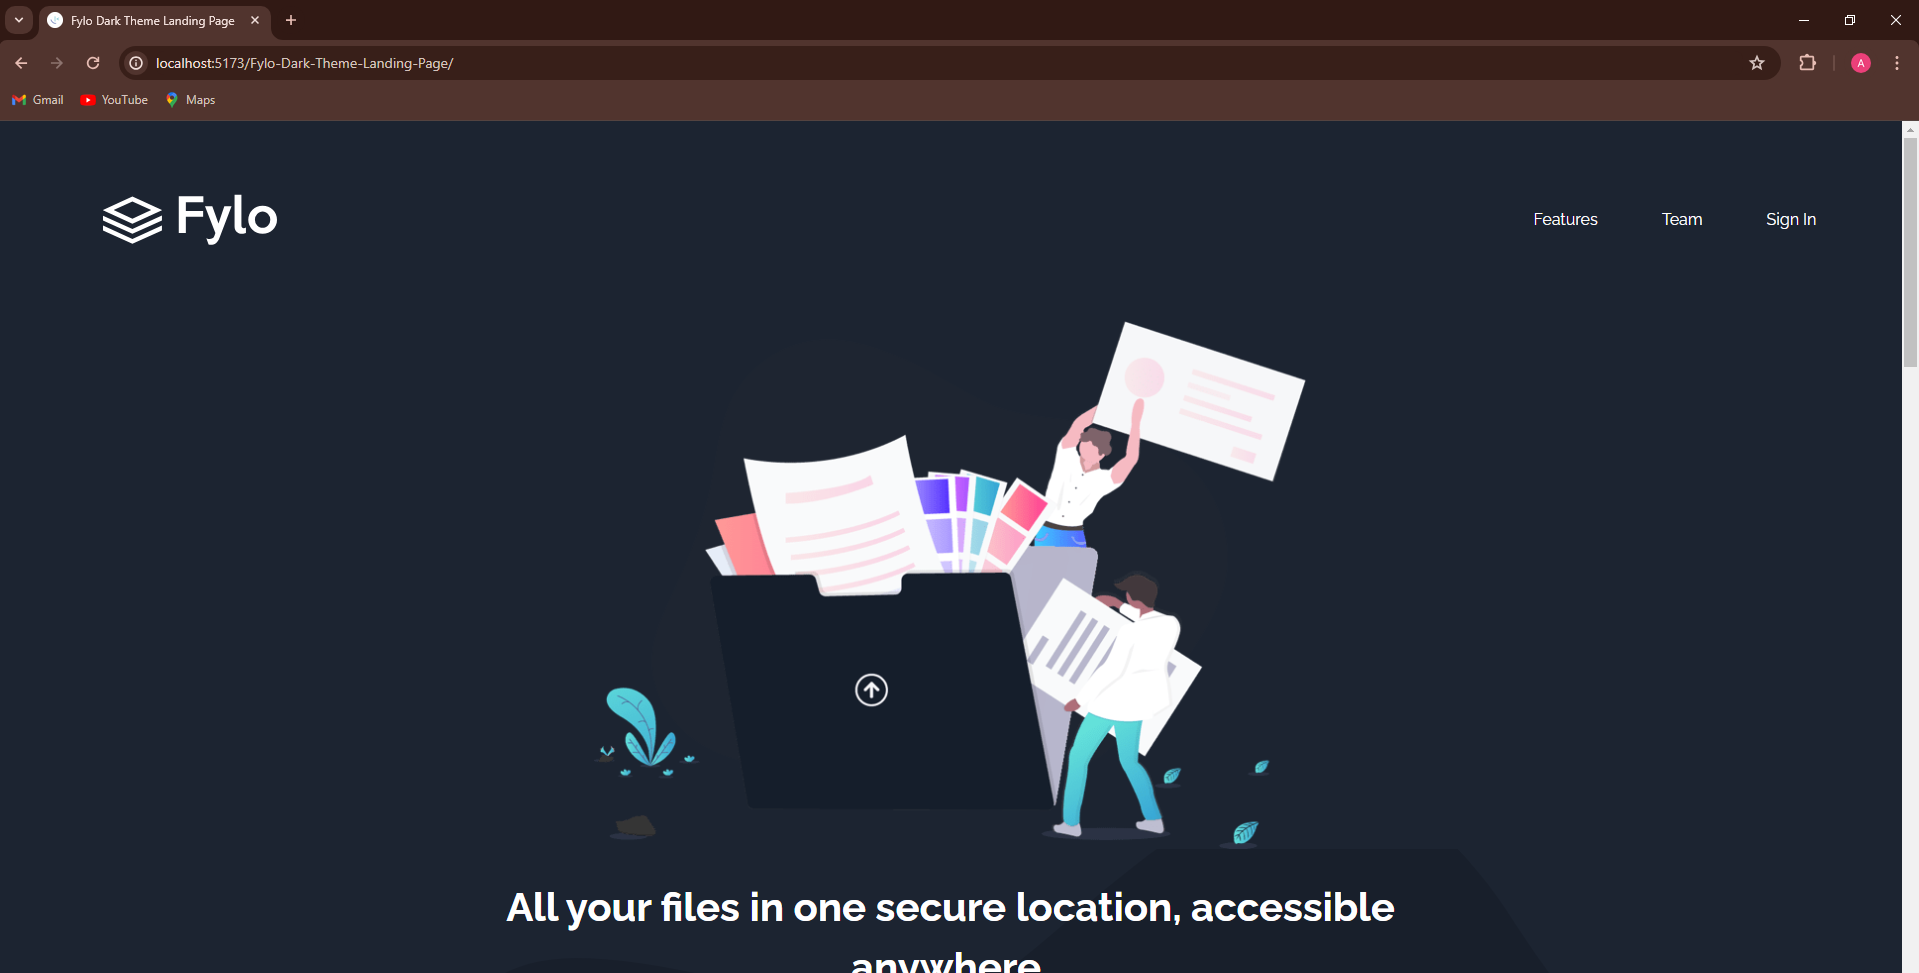 Fylo Dark Theme Landing Page
localhost:5173/Fylo-Dark-Theme-Landing-Page/
A
Gmail
YouTube
Maps
Fylo
Features
Team
Sign In
All your files in one secure location, accessible
anywhere